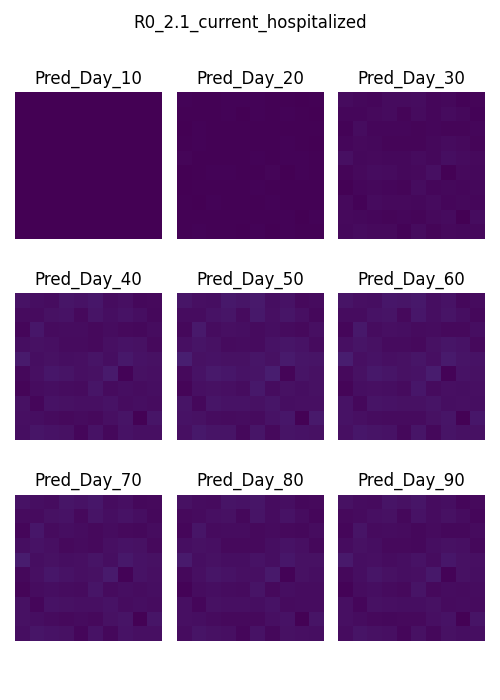 R0_2.1_current_hospitalized
Pred_Day_10 Pred_Day_20 Pred_Day_30
Pred_Day_40 Pred_Day_50 Pred_Day_60
Pred_Day_70 Pred_Day_80 Pred_Day_90